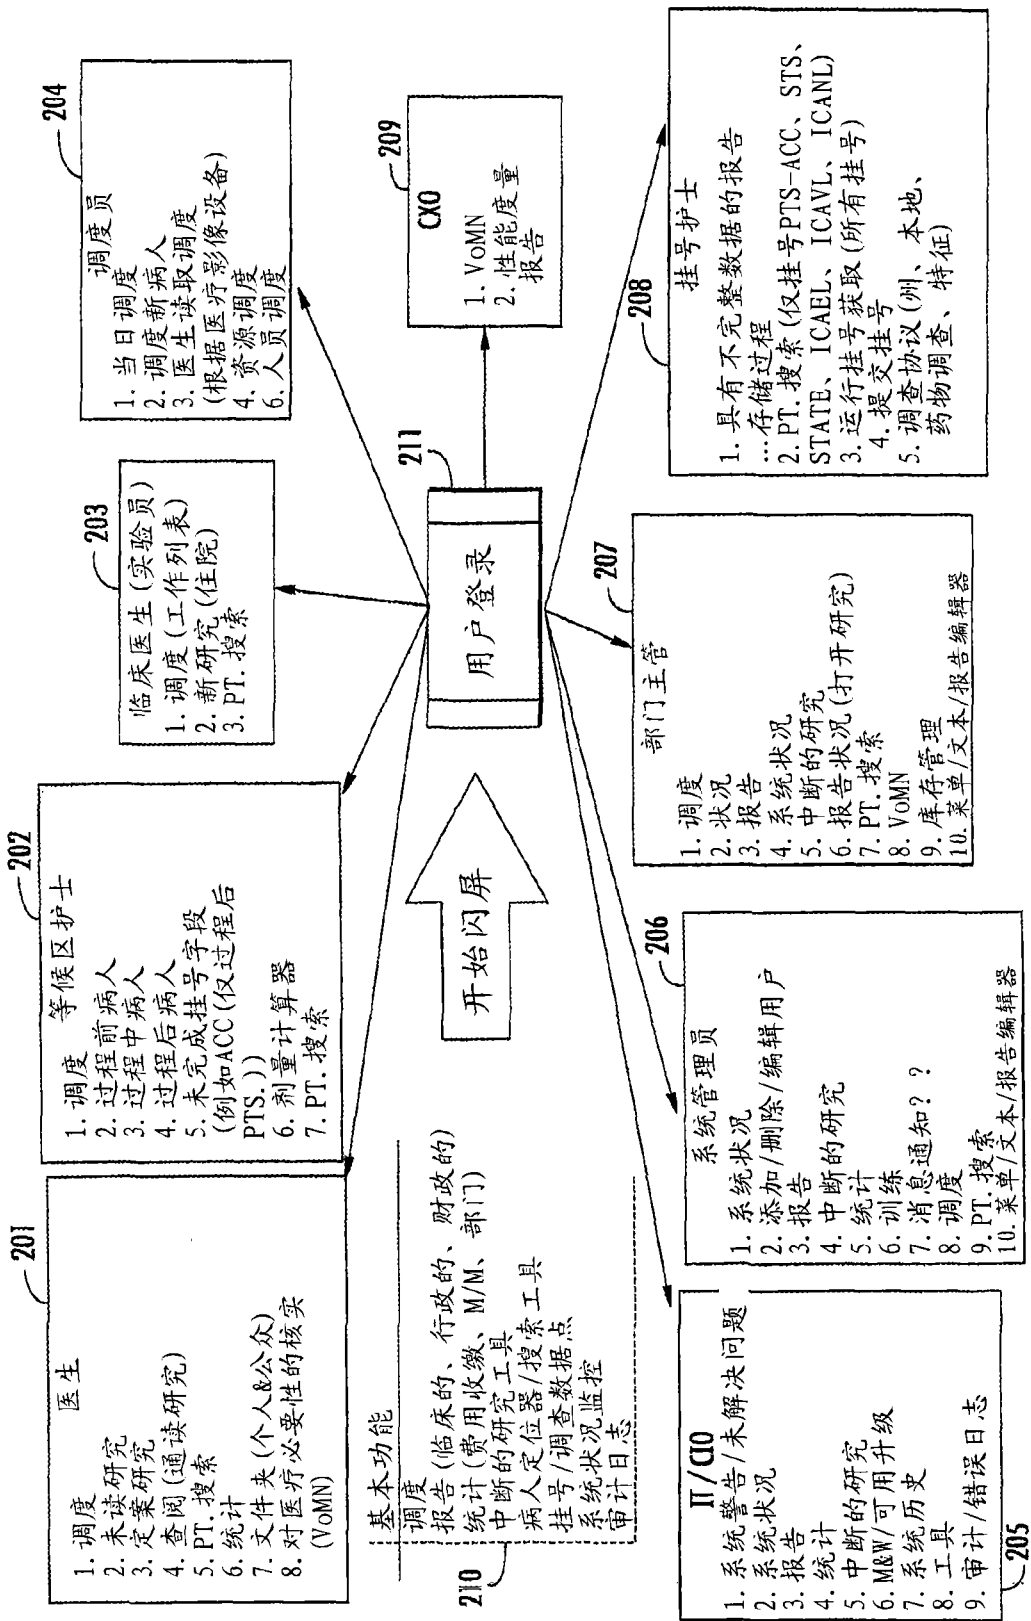 201
医生
1. 调度
2. 未读研究
3. 定案研究
4. 查阅(通读研究)
5. PT. 搜索
6. 统计
7. 文件夹(个人&公众)
8. 对医疗必要性的核实
(VoMN)
202
等候区护士
1. 调度
2. 过程前病人
3. 过程中病人
4. 过程后病人
5. 未完成挂号字段
(例如ACC(仅过程后
PTS.))
6. 剂量计算器
7. PT. 搜索
203
临床医生(实验员)
1. 调度(工作列表)
2. 新研究(住院)
3. PT. 搜索
204
调度员
1. 当日调度
2. 调度新病人
3. 医生读取调度
(根据医疗影像设备)
4. 资源调度
6. 人员调度
基本功能
调度
报告(临床的、行政的、财政的)
统计(费用收缴、M/M、部门)
中断的研究工具
病人定位器/搜索工具
挂号/调查数据点
系统状况监控
审计日志
210
开始闪屏
用户登录
211
209
CXO
1. VoMN
2. 性能度量
报告
IT/CIO
1. 系统警告/未解决问题
2. 系统状况
3. 报告
4. 统计
5. 中断的研究
6. M&W/可用升级
7. 系统历史
8. 工具
9. 审计/错误日志
205
206
系统管理员
1. 系统状况
2. 添加/删除/编辑用户
3. 报告
4. 中断的研究
5. 统计
6. 训练
7. 消息通知??
8. 调度
9. PT. 搜索
10. 菜单/文本/报告编辑器
207
部门主管
1. 调度
2. 状况
3. 报告
4. 系统状况
5. 中断的研究
6. 报告状况(打开研究)
7. PT. 搜索
8. VoMN
9. 库存管理
10. 菜单/文本/报告编辑器
208
挂号护士
1. 具有不完整数据的报告
...存储过程
2. PT. 搜索(仅挂号PTS-ACC、STS、
STATE、ICAEL、ICAVL、ICANL)
3. 运行挂号获取(所有挂号)
4. 提交挂号
5. 调查协议(州、本地、
药物调查、特征)